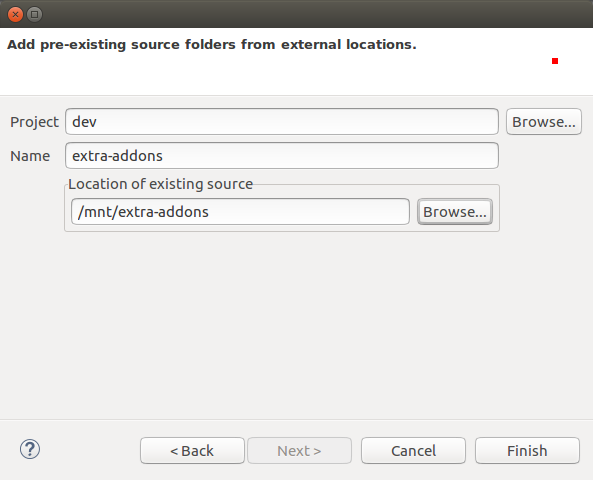 Add pre-existing source folders from external locations.
Project dev Browse...
Name extra-addons
Location of existing source
/mnt/extra-addons Browse...
? < Back Next > Cancel Finish